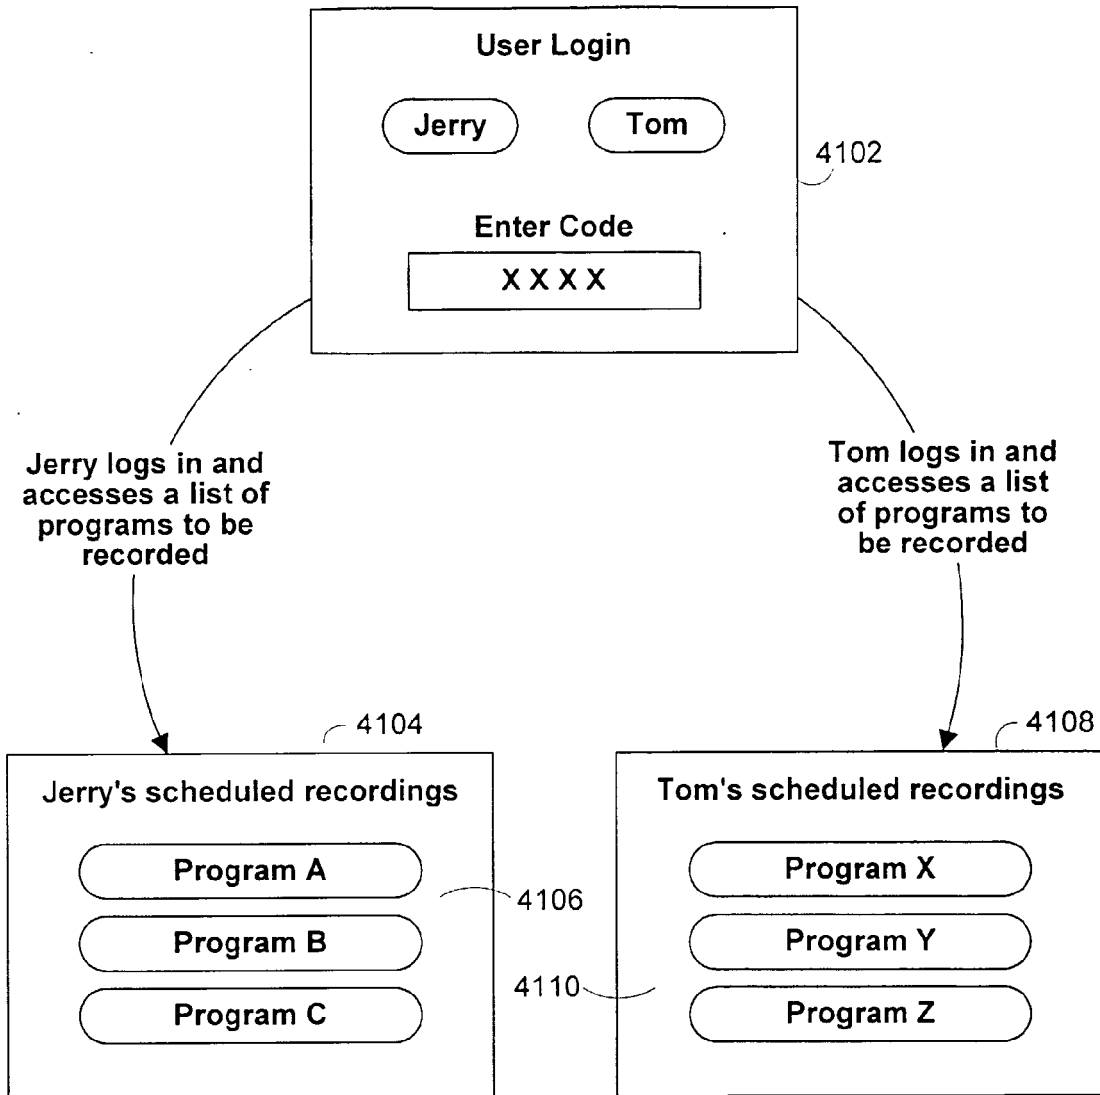 User Login
Jerry
Tom
4102
Enter Code
X X X X
Jerry logs in and
accesses a list of
programs to be
recorded
Tom logs in and
accesses a list
of programs to
be recorded
4104
4108
Jerry's scheduled recordings
Program A
Program B
Program C
4106
Tom's scheduled recordings
Program X
Program Y
Program Z
4110